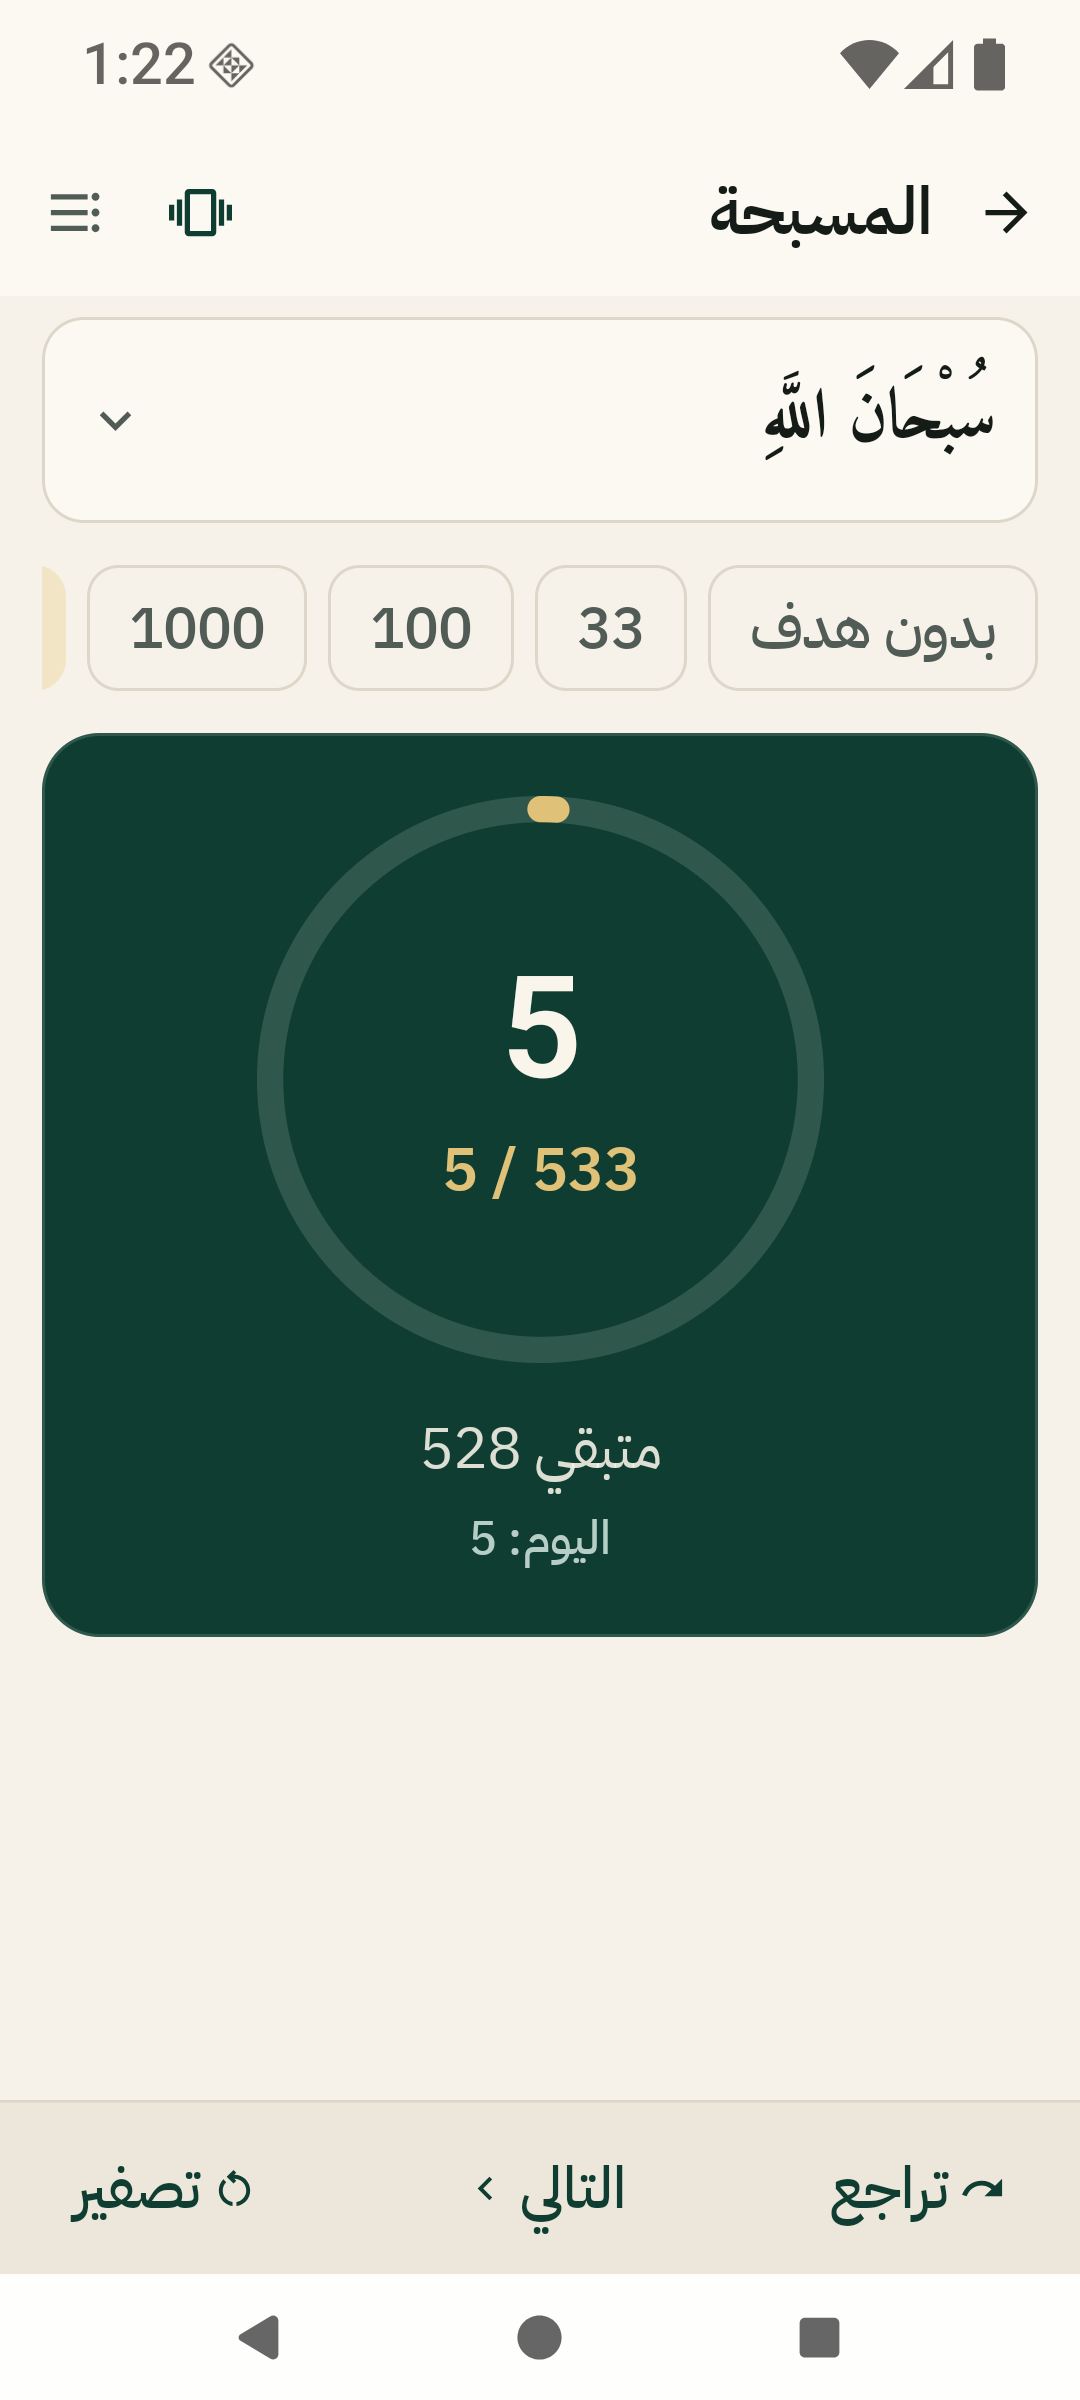 1:22
المسبحة
سُبْحَانَ اللَّهِ
بدون هدف
33
100
1000
5
5 / 533
متبقي 528
اليوم: 5
تراجع
التالي
تصفير